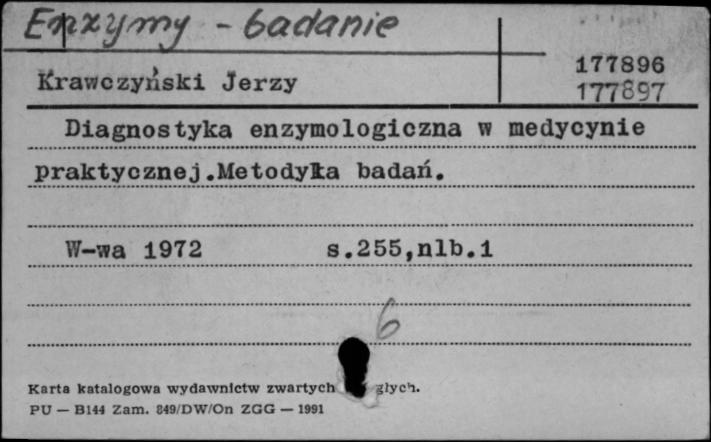 Enzymy - badanie
177896
Krawczyński Jerzy
177897
Diagnostyka enzymologiczna w medycynie
praktycznej.Metodyka badań.
W-wa 1972 s.255,nlb.1
6
Karta katalogowa wydawnictw zwartych głych.
PU — B144 Zam. 849/DW/On ZGG — 1991